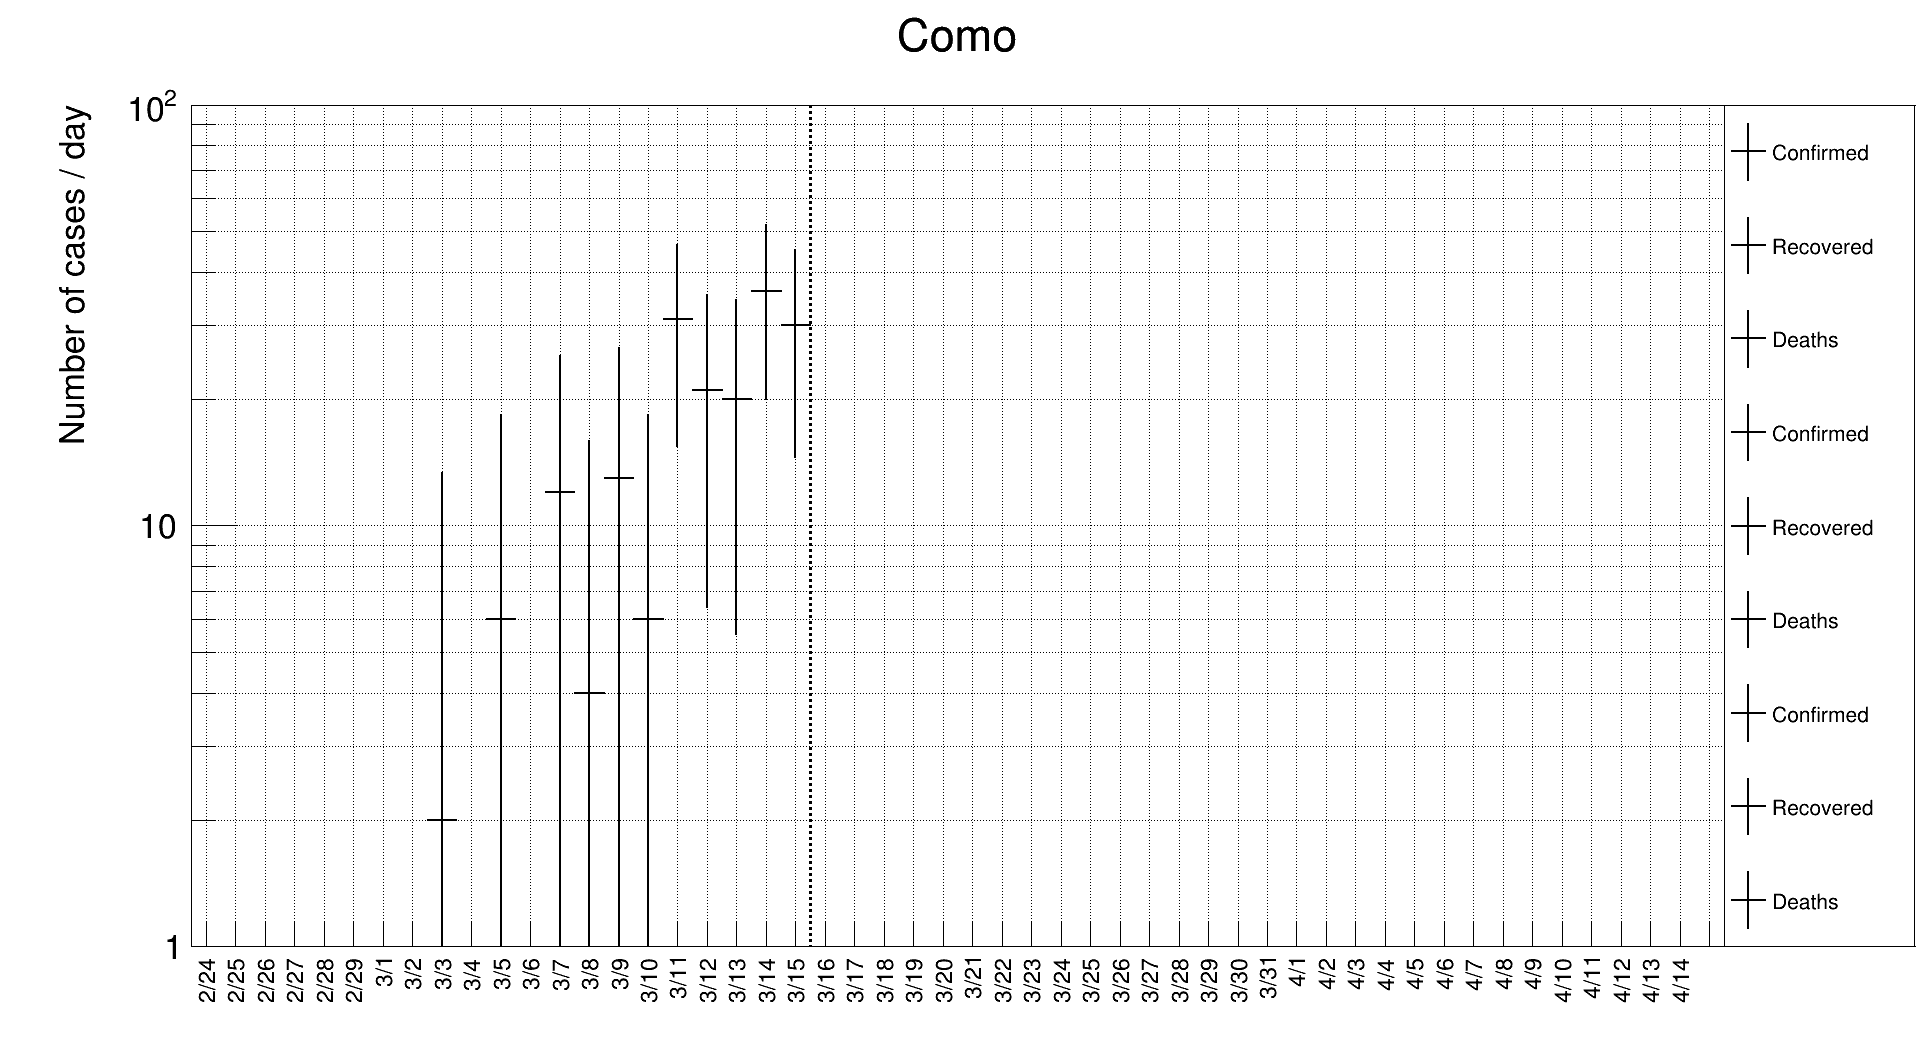 Como
Number of cases / day
10²
10
1
2/24 2/25 2/26 2/27 2/28 2/29 3/1 3/2 3/3 3/4 3/5 3/6 3/7 3/8 3/9 3/10 3/11 3/12 3/13 3/14 3/15 3/16 3/17 3/18 3/19 3/20 3/21 3/22 3/23 3/24 3/25 3/26 3/27 3/28 3/29 3/30 3/31 4/1 4/2 4/3 4/4 4/5 4/6 4/7 4/8 4/9 4/10 4/11 4/12 4/13 4/14
Confirmed
Recovered
Deaths
Confirmed
Recovered
Deaths
Confirmed
Recovered
Deaths